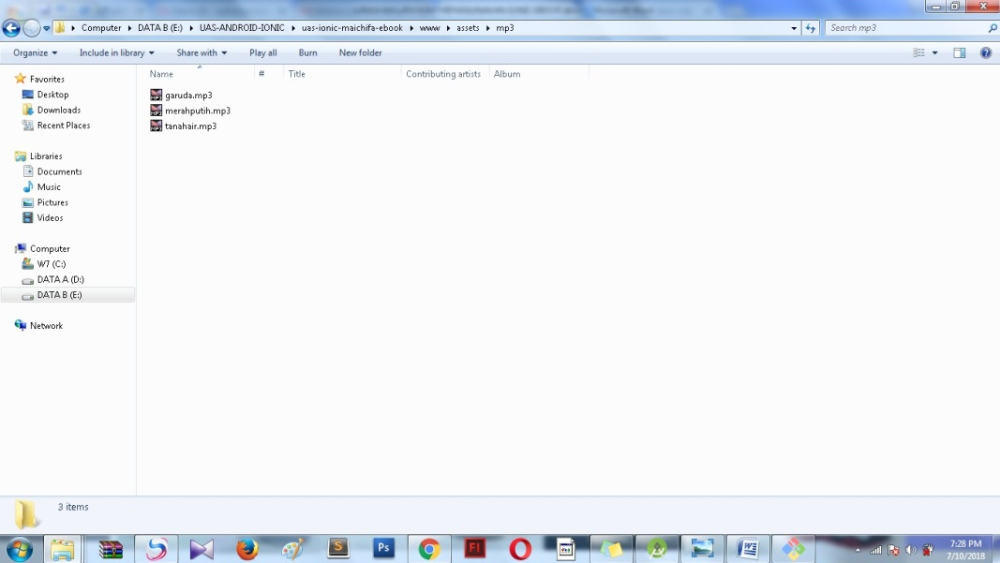 Computer DATA B (E:) UAS-ANDROID-IONIC uas-ionic-maichifa-ebook www assets mp3 Search mp3
Organize Include in library Share with Play all Burn New folder
Name # Title Contributing artists Album
Favorites
Desktop
Downloads
Recent Places
Libraries
Documents
Music
Pictures
Videos
Computer
W7 (C:)
DATA A (D:)
DATA B (E:)
Network
garuda.mp3
merahputih.mp3
tanahair.mp3
3 items
S Ps Fl
7:28 PM
7/10/2018